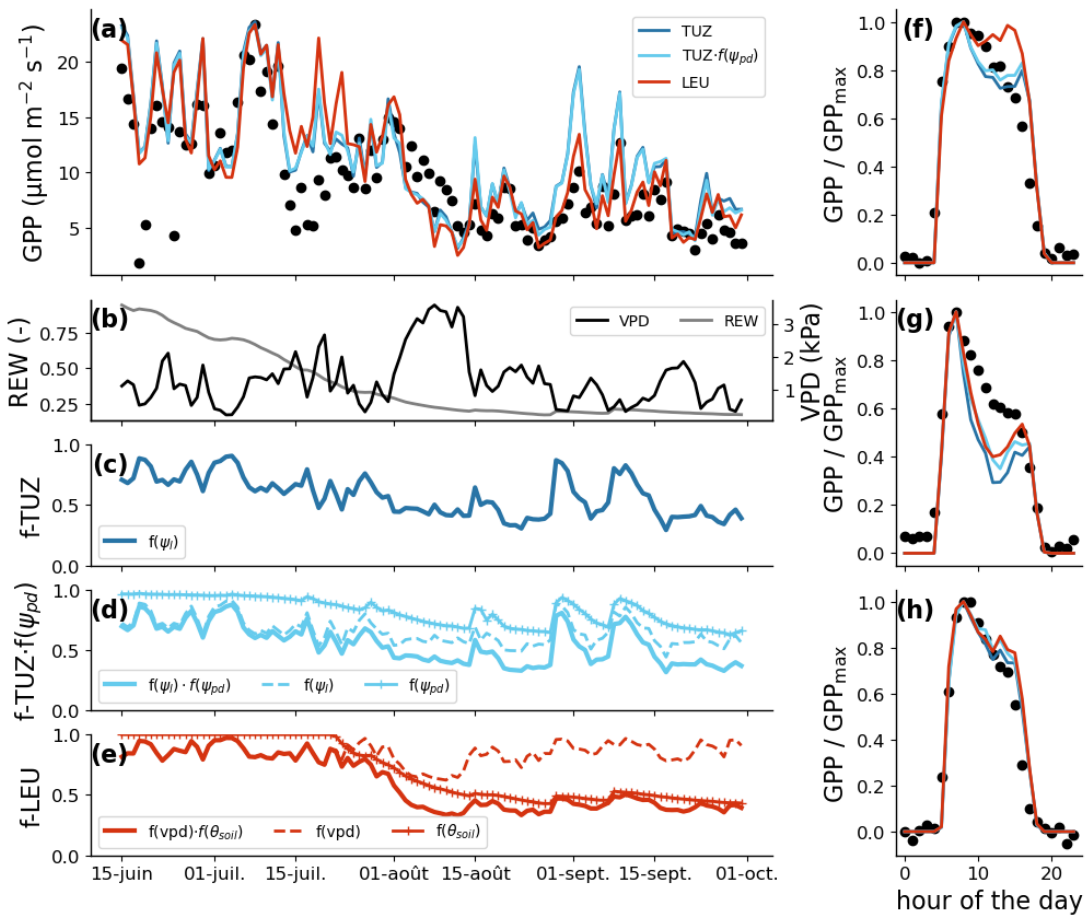 (a)
GPP (μmol m⁻² s⁻¹)
20
15
10
5
TUZ
TUZ·f(ψpd)
LEU
(b)
REW (-)
0.75
0.50
0.25
VPD
REW
3
2
1
VPD (kPa)
(c)
f-TUZ
1.0
0.5
0.0
f(ψl)
(d)
f-TUZ·f(ψpd)
1.0
0.5
0.0
f(ψl) · f(ψpd)
f(ψl)
f(ψpd)
(e)
f-LEU
1.0
0.5
0.0
f(vpd)·f(θsoil)
f(vpd)
f(θsoil)
15-juin
01-juil.
15-juil.
01-août
15-août
01-sept.
15-sept.
01-oct.
(f)
GPP / GPPmax
1.0
0.8
0.6
0.4
0.2
0.0
(g)
GPP / GPPmax
1.0
0.8
0.6
0.4
0.2
0.0
(h)
GPP / GPPmax
1.0
0.8
0.6
0.4
0.2
0.0
0
10
20
hour of the day